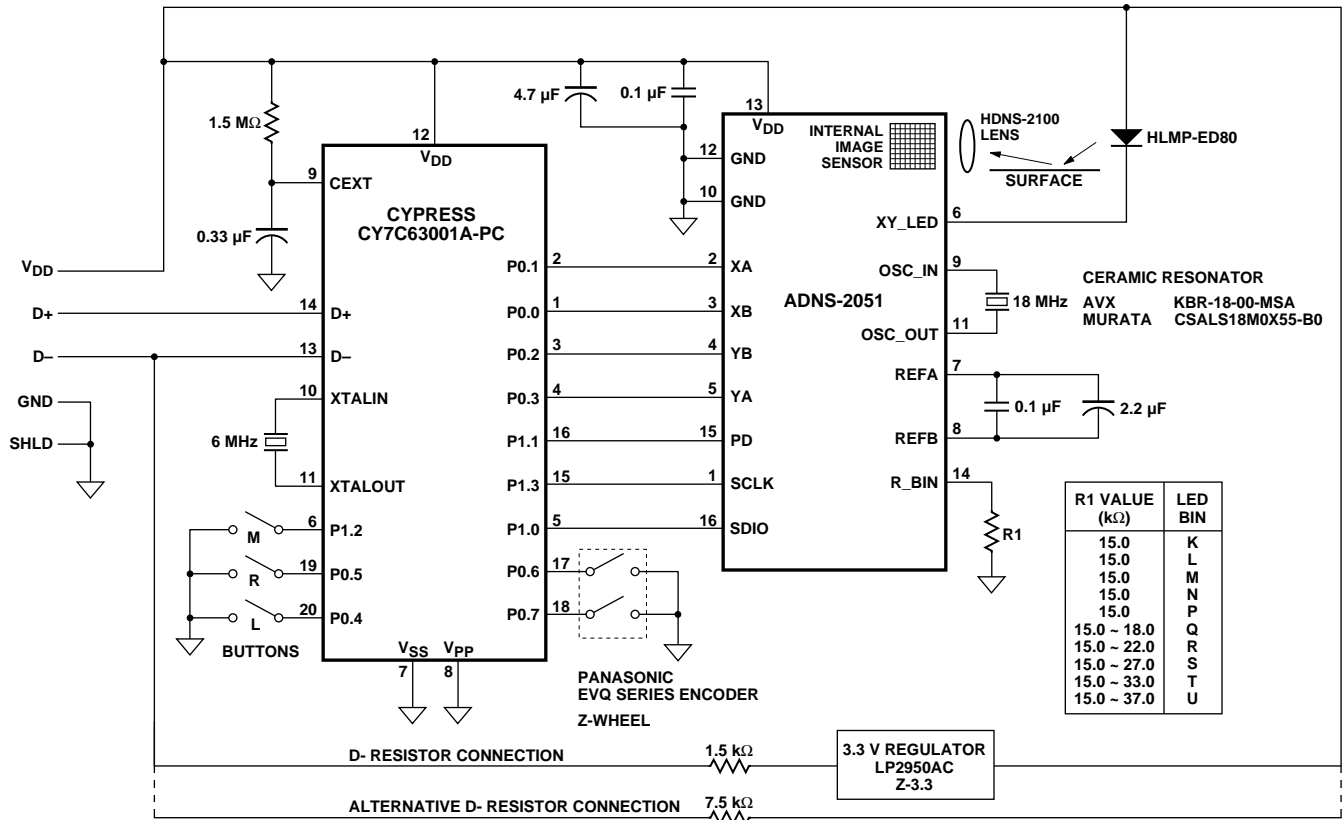 4.7 µF
0.1 µF
1.5 MΩ
12
VDD
9
CEXT
0.33 µF
CYPRESS
CY7C63001A-PC
VDD
D+
14
D+
D–
13
D–
GND
SHLD
10
XTALIN
6 MHz
11
XTALOUT
6
P1.2
M
19
P0.5
R
20
P0.4
L
BUTTONS
VSS
7
VPP
8
P0.1
2
P0.0
1
P0.2
3
P0.3
4
P1.1
16
P1.3
15
P1.0
5
P0.6
17
P0.7
18
PANASONIC
EVQ SERIES ENCODER
Z-WHEEL
13
VDD
INTERNAL
IMAGE
SENSOR
12
GND
10
GND
2
XA
3
XB
4
YB
5
YA
15
PD
1
SCLK
16
SDIO
ADNS-2051
HDNS-2100
LENS
SURFACE
HLMP-ED80
XY_LED
6
OSC_IN
9
18 MHz
OSC_OUT
11
CERAMIC RESONATOR
AVX KBR-18-00-MSA
MURATA CSALS18M0X55-B0
REFA
7
0.1 µF
2.2 µF
REFB
8
R_BIN
14
R1
R1 VALUE LED
(kΩ) BIN
15.0 K
15.0 L
15.0 M
15.0 N
15.0 P
15.0 ~ 18.0 Q
15.0 ~ 22.0 R
15.0 ~ 27.0 S
15.0 ~ 33.0 T
15.0 ~ 37.0 U
D- RESISTOR CONNECTION
1.5 kΩ
3.3 V REGULATOR
LP2950AC
Z-3.3
ALTERNATIVE D- RESISTOR CONNECTION
7.5 kΩ